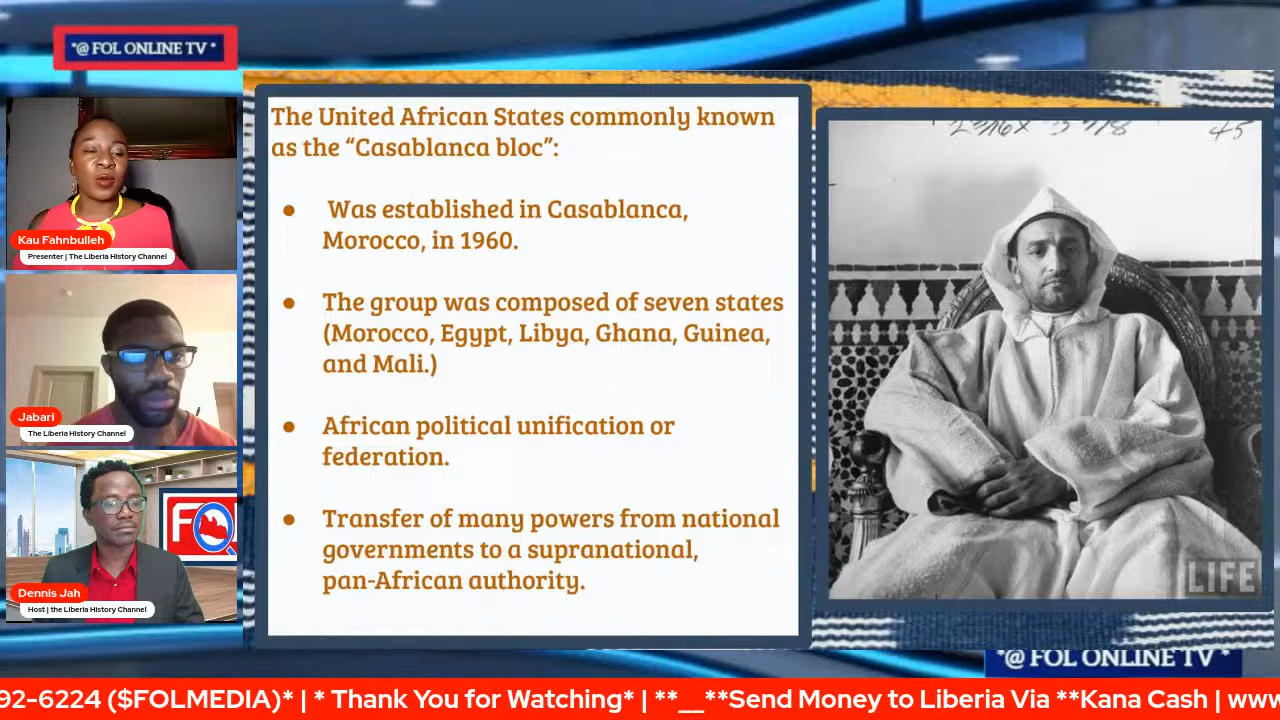 *@ FOL ONLINE TV *
The United African States commonly known
as the “Casablanca bloc”:
● Was established in Casablanca,
Morocco, in 1960.
● The group was composed of seven states
(Morocco, Egypt, Libya, Ghana, Guinea,
and Mali.)
● African political unification or
federation.
● Transfer of many powers from national
governments to a supranational,
pan-African authority.
45
LIFE
Kau Fahnbulleh
Presenter | The Liberia History Channel
Jabari
The Liberia History Channel
Dennis Jah
Host | the Liberia History Channel
*@ FOL ONLINE TV *
92-6224 ($FOLMEDIA)* | * Thank You for Watching* | **__**Send Money to Liberia Via **Kana Cash | www